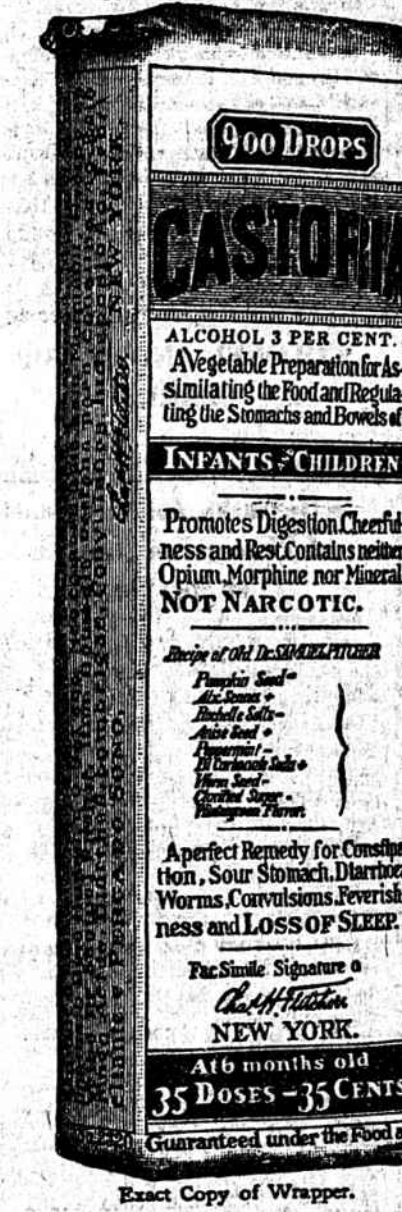 900 DROPS
CASTORIA
ALCOHOL 3 PER CENT.
AVegetable Preparation for As-
similating the Food and Regula-
ting the Stomachs and Bowels of
INFANTS & CHILDREN
Promotes Digestion,Cheerful-
ness and Rest.Contains neither
Opium,Morphine nor Mineral
NOT NARCOTIC.
Recipe of Old Dr. SAMUEL PITCHER
Pumpkin Seed -
Alx. Senna +
Rochelle Salts -
Anise Seed +
Peppermint -
Bi Carbonate Soda +
Worm Seed -
Clarified Sugar -
Wintergreen Flavor.
A perfect Remedy for Constipa
tion, Sour Stomach, Diarrhoea
Worms, Convulsions, Feverish
ness and LOSS OF SLEEP.
Fac Simile Signature o
Chas. H. Fletcher
NEW YORK.
At 6 months old
35 DOSES - 35 CENTS
Guaranteed under the Food a
Exact Copy of Wrapper.
Chas. H. Fletcher NEW YORK.